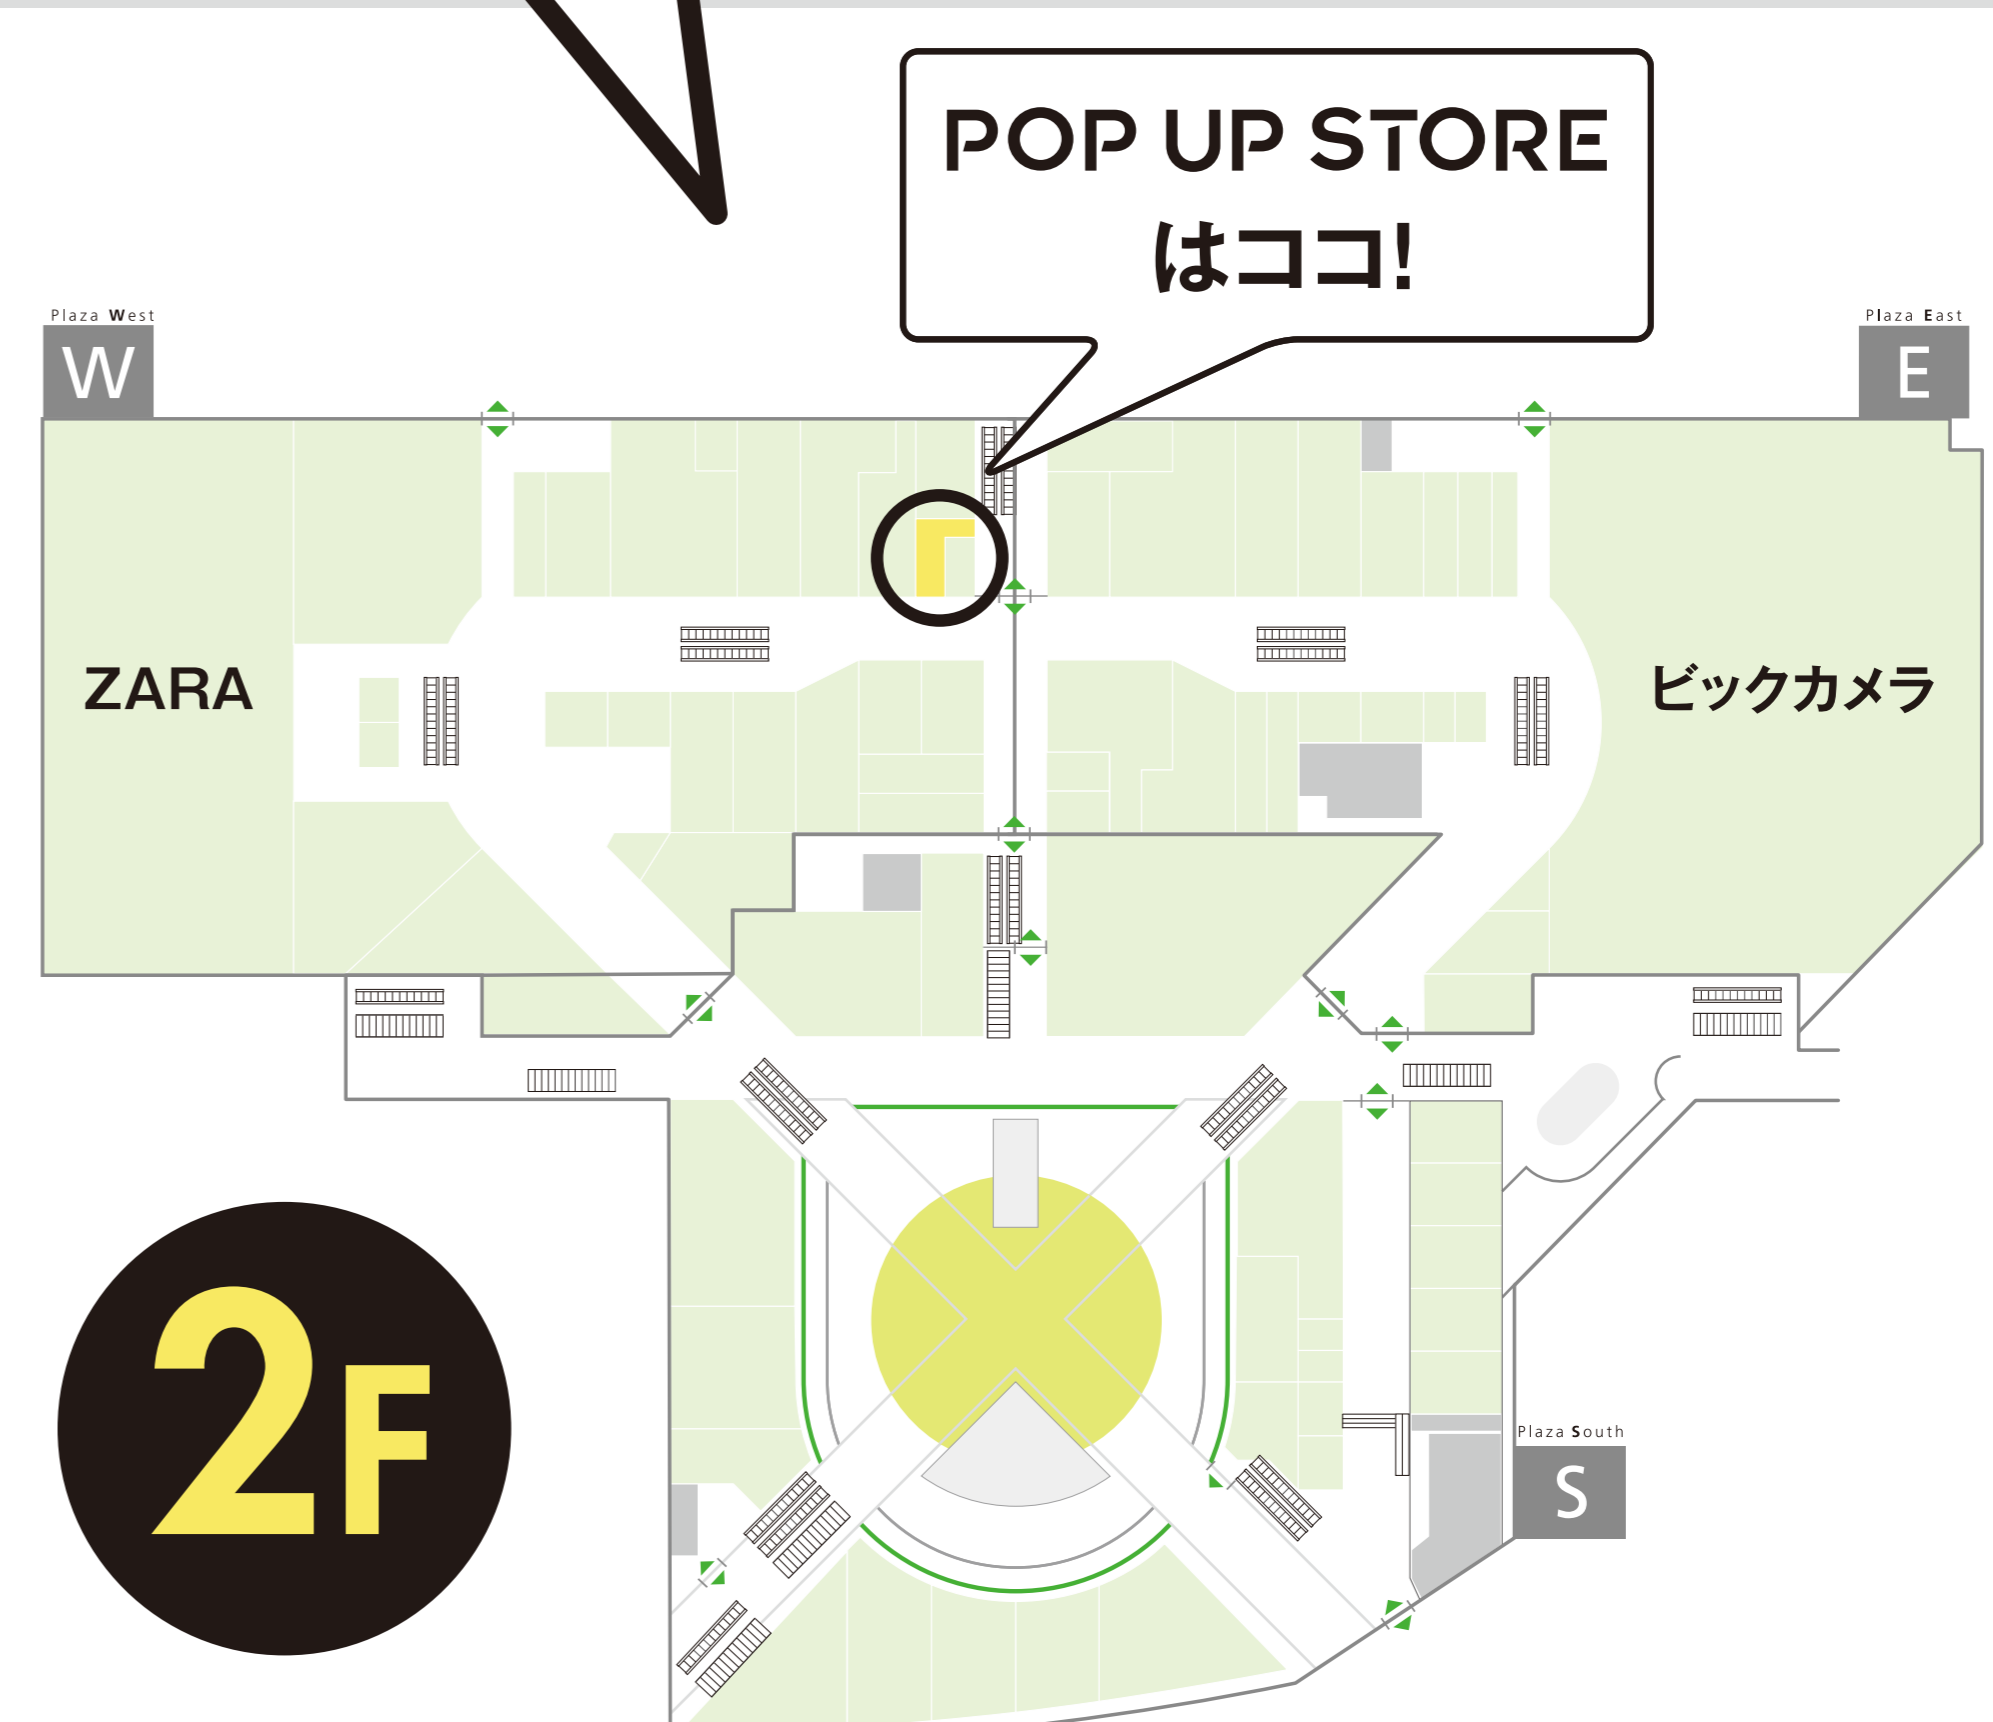 POP UP STORE
はココ!
Plaza West
W
Plaza East
E
ZARA
ビックカメラ
2F
Plaza South
S